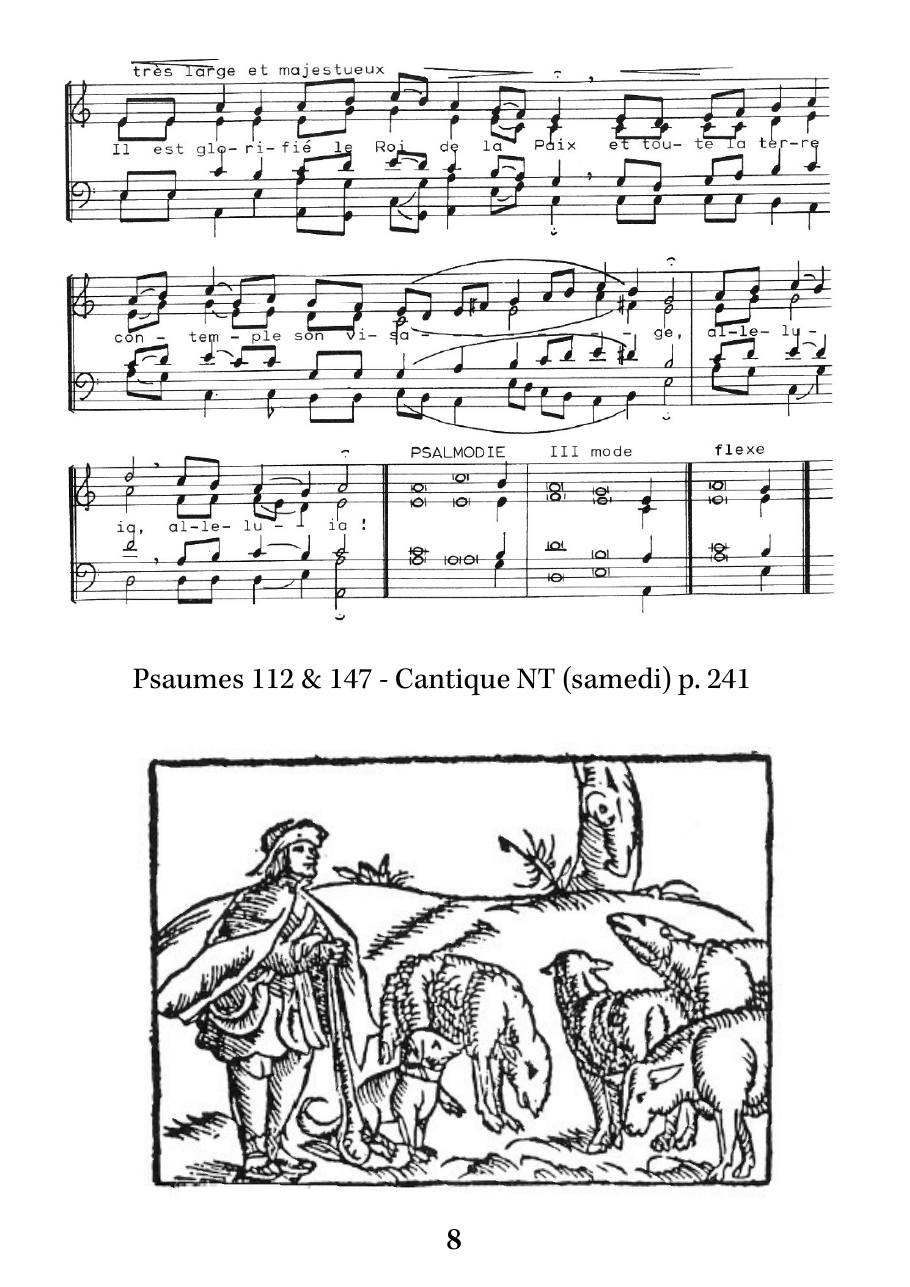 très large et majestueux
Il est glo-ri-fié le Roi de la Paix et tou-te la ter-re
con - tem - ple son vi- sa - - - - - ge, al-le-lu -
ia, al-le-lu - - ia !
PSALMODIE III mode flexe
Psaumes 112 & 147 - Cantique NT (samedi) p. 241
8